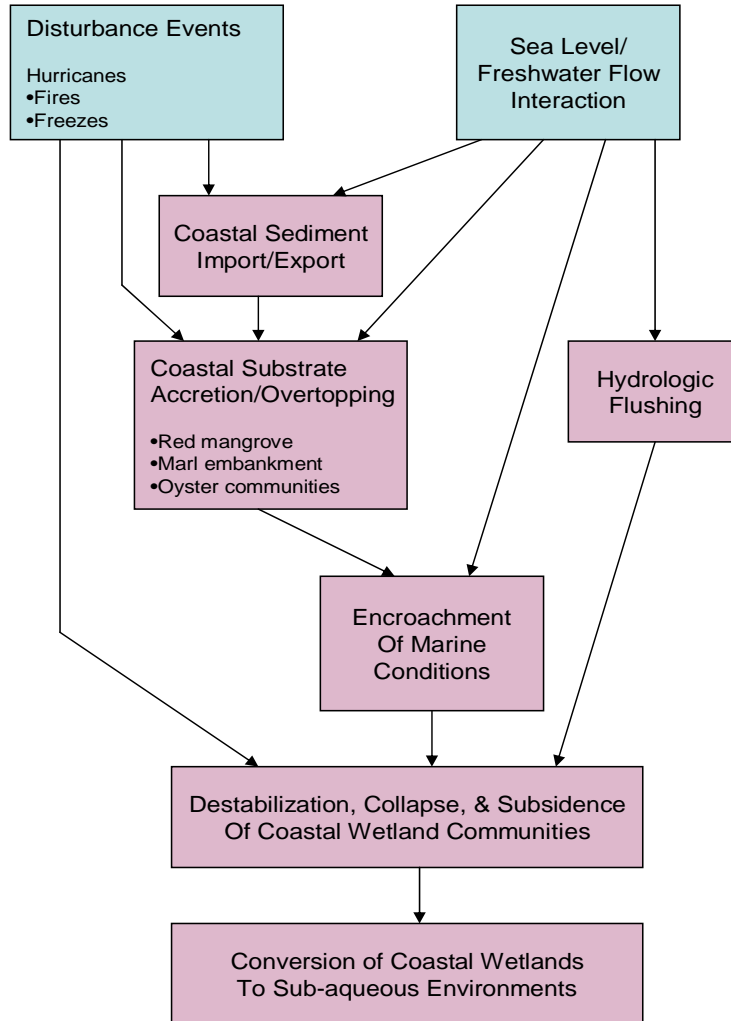 Disturbance Events
Hurricanes
•Fires
•Freezes
Sea Level/
Freshwater Flow
Interaction
Coastal Sediment
Import/Export
Coastal Substrate
Accretion/Overtopping
•Red mangrove
•Marl embankment
•Oyster communities
Hydrologic
Flushing
Encroachment
Of Marine
Conditions
Destabilization, Collapse, & Subsidence
Of Coastal Wetland Communities
Conversion of Coastal Wetlands
To Sub-aqueous Environments